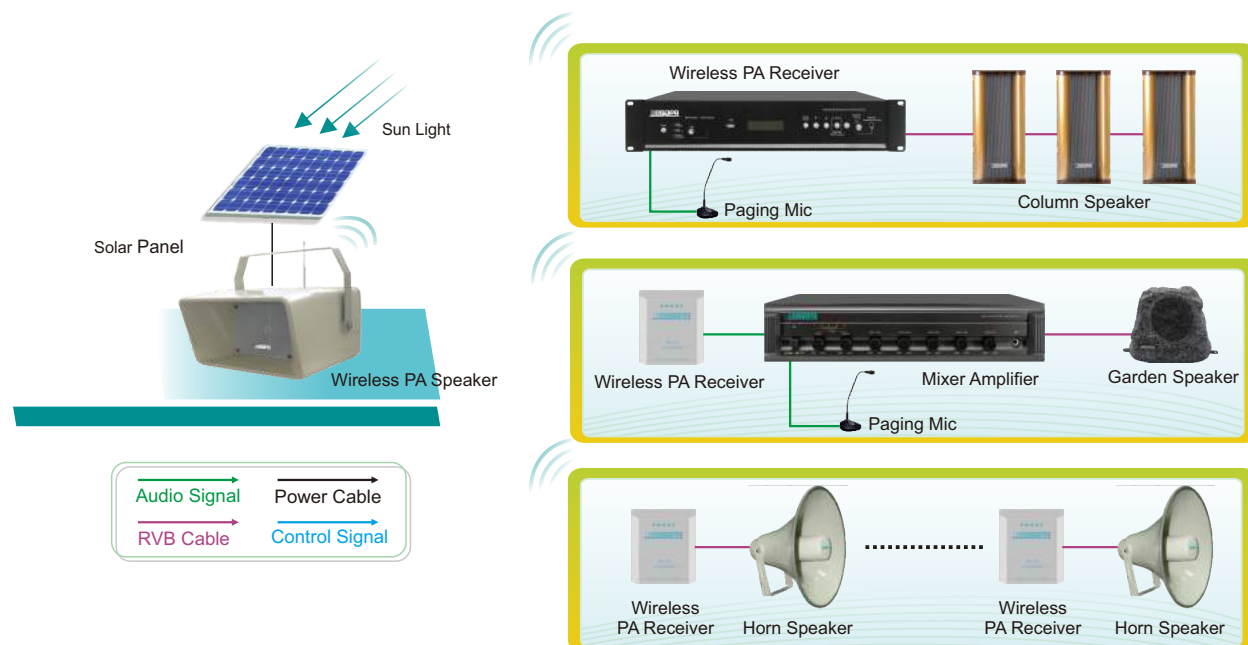 Sun Light
Solar Panel
Wireless PA Speaker
Audio Signal
Power Cable
RVB Cable
Control Signal
Wireless PA Receiver
Paging Mic
Column Speaker
Wireless PA Receiver
Mixer Amplifier
Garden Speaker
Paging Mic
Wireless
PA Receiver
Horn Speaker
Wireless
PA Receiver
Horn Speaker